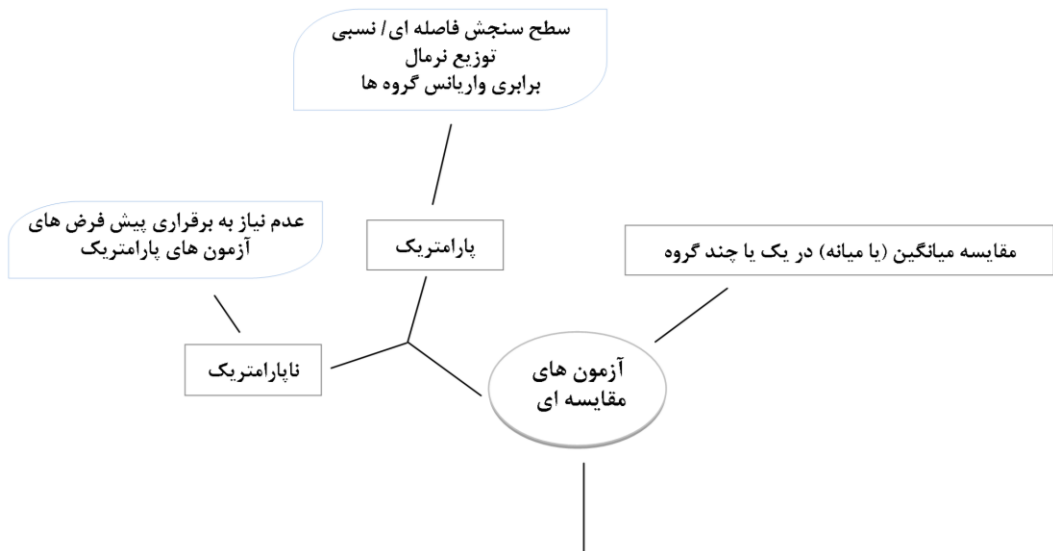 سطح سنجش فاصله ای/ نسبی
توزیع نرمال
برابری واریانس گروه ها
عدم نیاز به برقراری پیش فرض های
آزمون های پارامتریک
پارامتریک
مقایسه میانگین (یا میانه) در یک یا چند گروه
ناپارامتریک
آزمون های
مقایسه ای